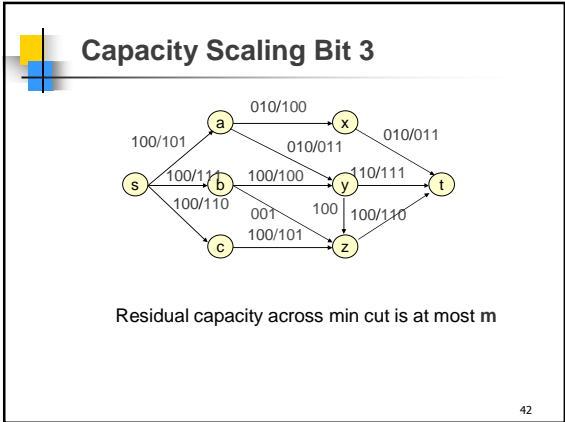 Capacity Scaling Bit 3
010/100
a
x
100/101
010/011
010/011
s
100/111
b
100/100
y
110/111
t
100/110
001
100
100/110
100/101
c
z
Residual capacity across min cut is at most m
42